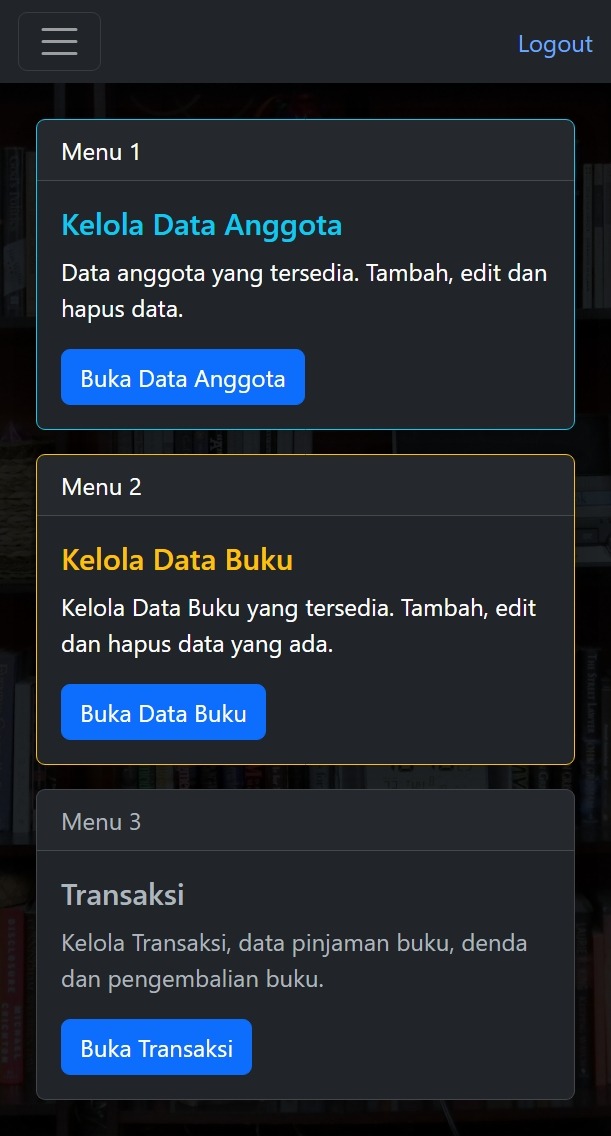 Logout
Menu 1
Kelola Data Anggota
Data anggota yang tersedia. Tambah, edit dan
hapus data.
Buka Data Anggota
Menu 2
Kelola Data Buku
Kelola Data Buku yang tersedia. Tambah, edit
dan hapus data yang ada.
Buka Data Buku
Menu 3
Transaksi
Kelola Transaksi, data pinjaman buku, denda
dan pengembalian buku.
Buka Transaksi